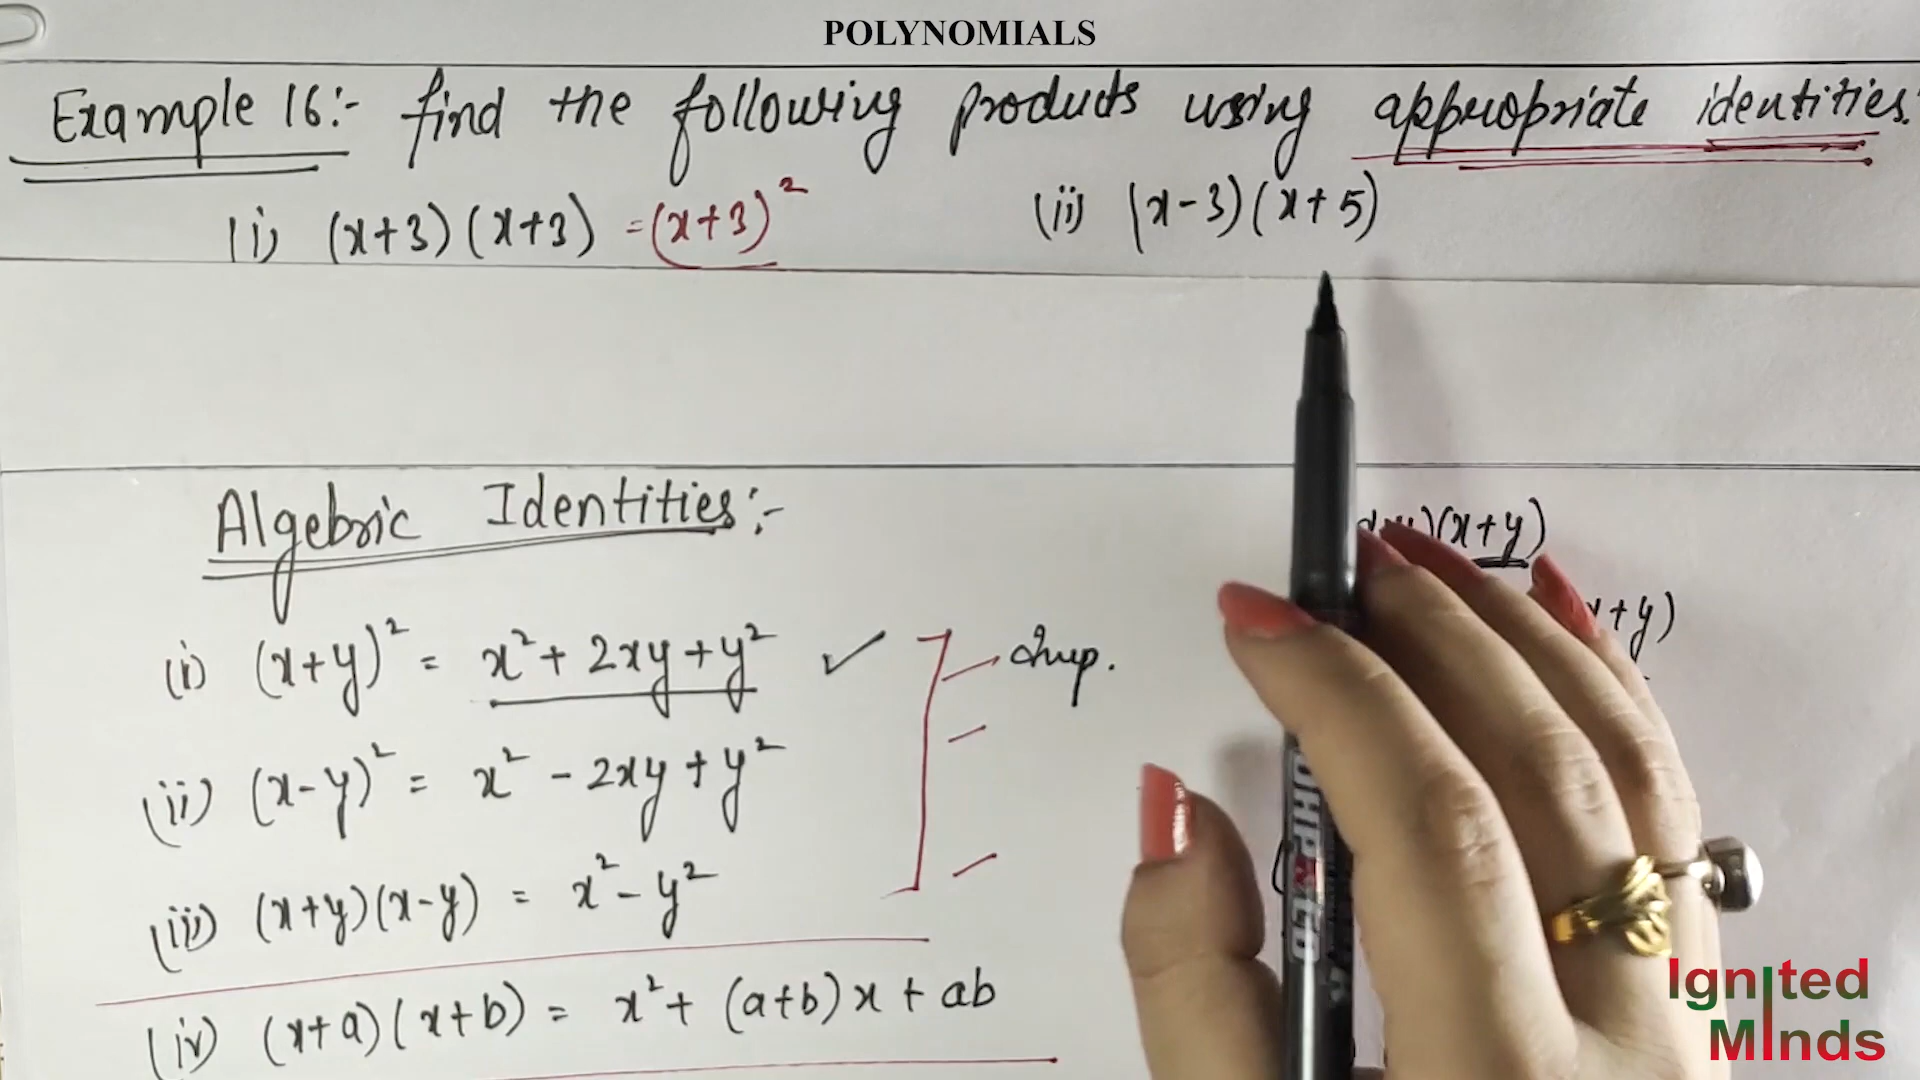 POLYNOMIALS
Example 16:- find the following products using appropriate identities.
(i) (x+3)(x+3) = (x+3)² (ii) (x-3)(x+5)
Algebric Identities:-
(x+y)
(i) (x+y)² = x² + 2xy + y² ✓ Imp.
+y)
(ii) (x-y)² = x² - 2xy + y²
(iii) (x+y)(x-y) = x² - y²
(iv) (x+a)(x+b) = x² + (a+b)x + ab
Ignited
Minds